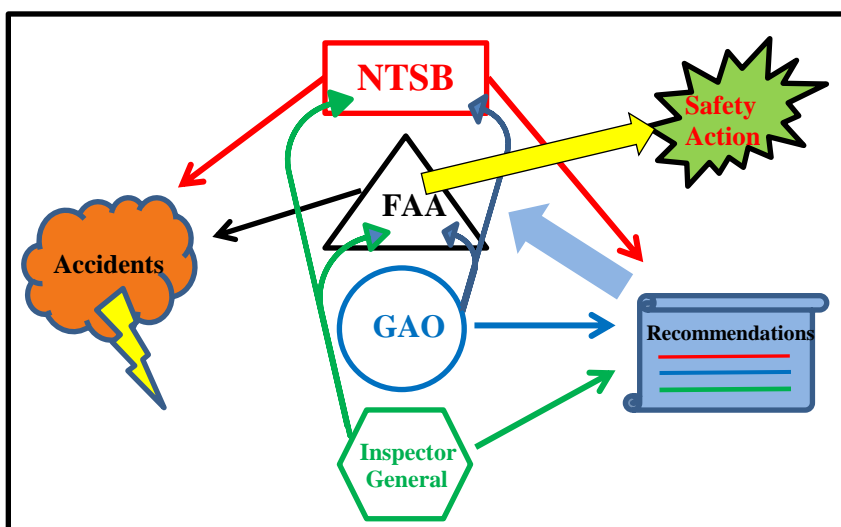 NTSB
Safety
Action
FAA
Accidents
GAO
Recommendations
Inspector
General